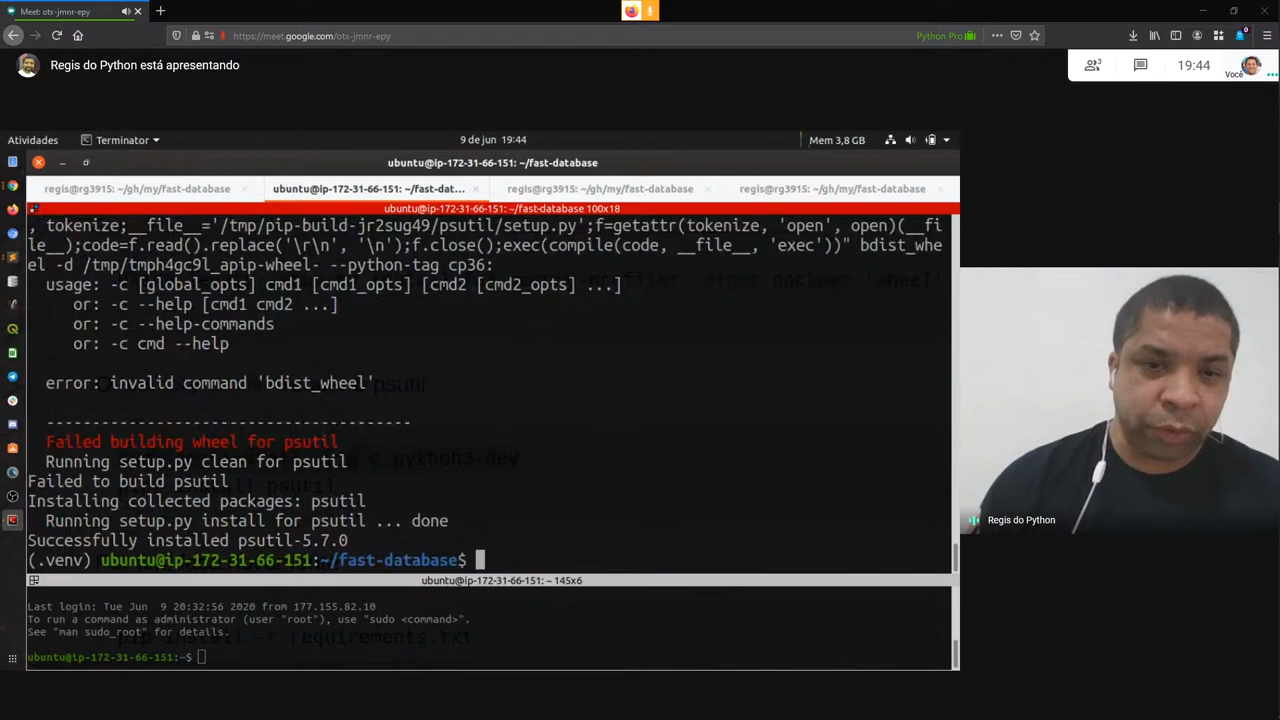 Meet: otx-jmnr-epy
https://meet.google.com/otx-jmnr-epy
Python Pro
Regis do Python está apresentando
3
19:44
Você
Atividades
Terminator
9 de jun 19:44
Mem 3,8 GB
ubuntu@ip-172-31-66-151: ~/fast-database
regis@rg3915: ~/gh/my/fast-database
ubuntu@ip-172-31-66-151: ~/fast-dat...
regis@rg3915: ~/gh/my/fast-database
regis@rg3915: ~/gh/my/fast-database
ubuntu@ip-172-31-66-151: ~/fast-database 100x18
, tokenize;__file__='/tmp/pip-build-jr2sug49/psutil/setup.py';f=getattr(tokenize, 'open', open)(__fi
le__);code=f.read().replace('\r\n', '\n');f.close();exec(compile(code, __file__, 'exec'))" bdist_whe
el -d /tmp/tmph4gc9l_apip-wheel- --python-tag cp36:
usage: -c [global_opts] cmd1 [cmd1_opts] [cmd2 [cmd2_opts] ...]
or: -c --help [cmd1 cmd2 ...]
or: -c --help-commands
or: -c cmd --help
error: invalid command 'bdist_wheel'
psutil
----------------------------------------
Failed building wheel for psutil
c python3-dev
Running setup.py clean for psutil
Failed to build psutil
psutil
Installing collected packages: psutil
Running setup.py install for psutil ... done
Successfully installed psutil-5.7.0
(.venv) ubuntu@ip-172-31-66-151:~/fast-database$
ubuntu@ip-172-31-66-151: ~ 145x6
Last login: Tue Jun 9 20:32:56 2020 from 177.155.82.10
To run a command as administrator (user "root"), use "sudo <command>".
See "man sudo_root" for details.
pip install -r requirements.txt
ubuntu@ip-172-31-66-151:~$
Regis do Python